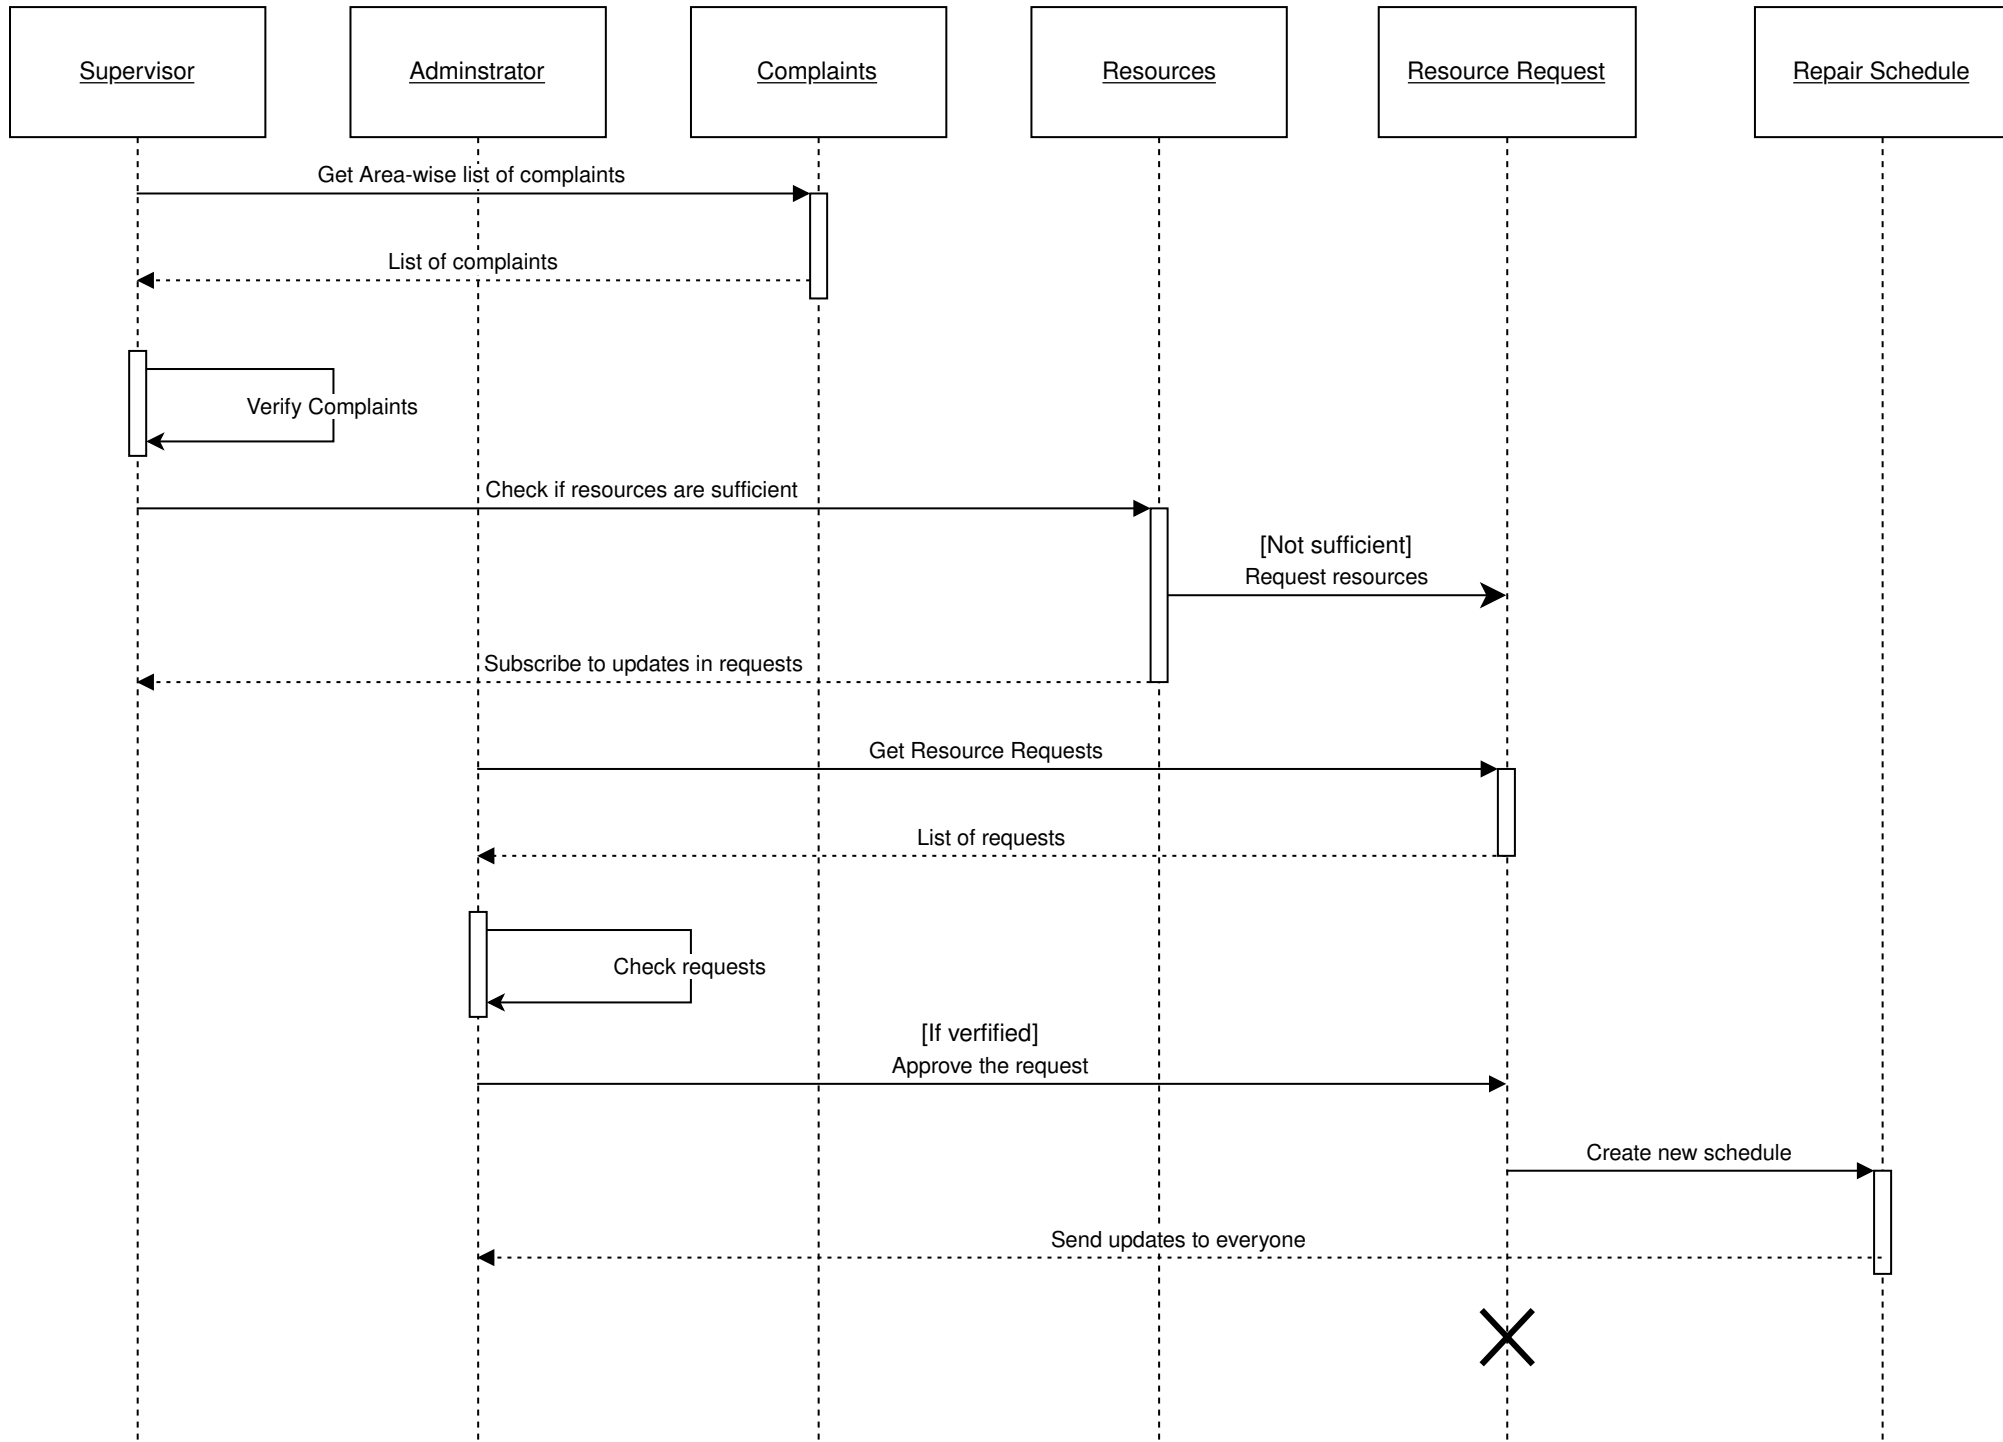 Supervisor
Adminstrator
Complaints
Resources
Resource Request
Repair Schedule
Get Area-wise list of complaints
List of complaints
Verify Complaints
Check if resources are sufficient
[Not sufficient]
Request resources
Subscribe to updates in requests
Get Resource Requests
List of requests
Check requests
[If verfified]
Approve the request
Create new schedule
Send updates to everyone